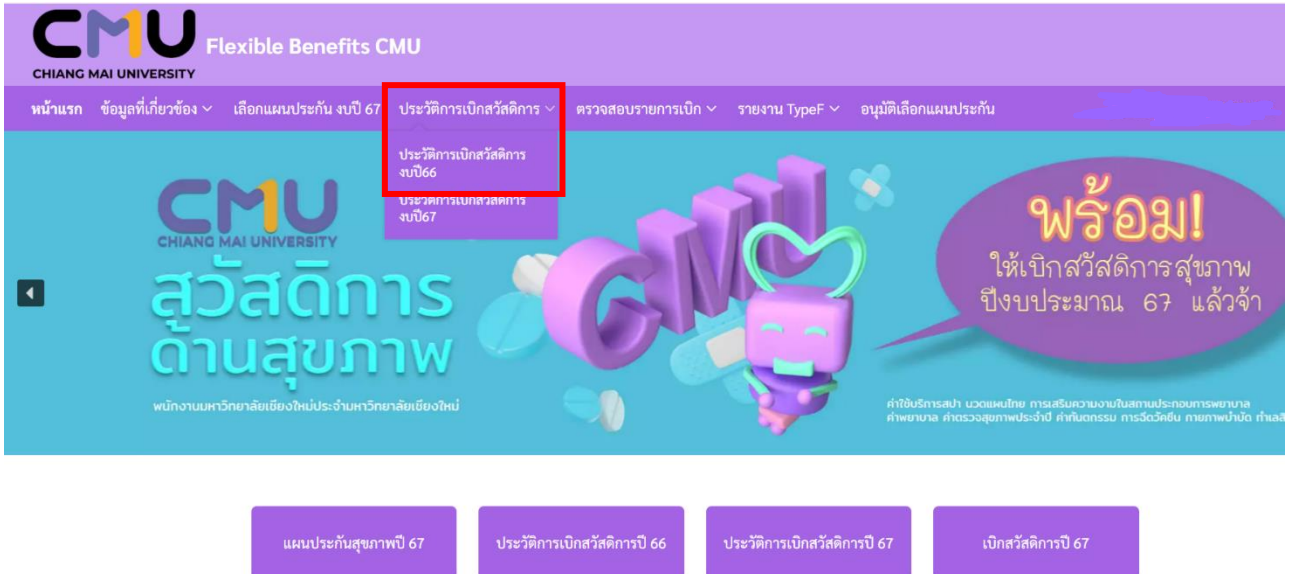 CMU
CHIANG MAI UNIVERSITY
Flexible Benefits CMU
หน้าแรก ข้อมูลที่เกี่ยวข้อง เลือกแผนประกัน งบปี 67 ประวัติการเบิกสวัสดิการ ตรวจสอบรายการเบิก รายงาน TypeF อนุมัติเลือกแผนประกัน
ประวัติการเบิกสวัสดิการ
งบปี66
ประวัติการเบิกสวัสดิการ
งบปี67
CMU
CHIANG MAI UNIVERSITY
สวัสดิการ
ด้านสุขภาพ
พนักงานมหาวิทยาลัยเชียงใหม่ประจำมหาวิทยาลัยเชียงใหม่
CMU
พร้อม!
ให้เบิกสวัสดิการสุขภาพ
ปีงบประมาณ 67 แล้วจ้า
ค่าใช้บริการสปา นวดแผนไทย การเสริมความงามในสถานประกอบการพยาบาล
ค่าพยาบาล ค่าตรวจสุขภาพประจำปี ค่าทันตกรรม การฉีดวัคซีน กายภาพบำบัด
แผนประกันสุขภาพปี 67
ประวัติการเบิกสวัสดิการปี 66
ประวัติการเบิกสวัสดิการปี 67
เบิกสวัสดิการปี 67